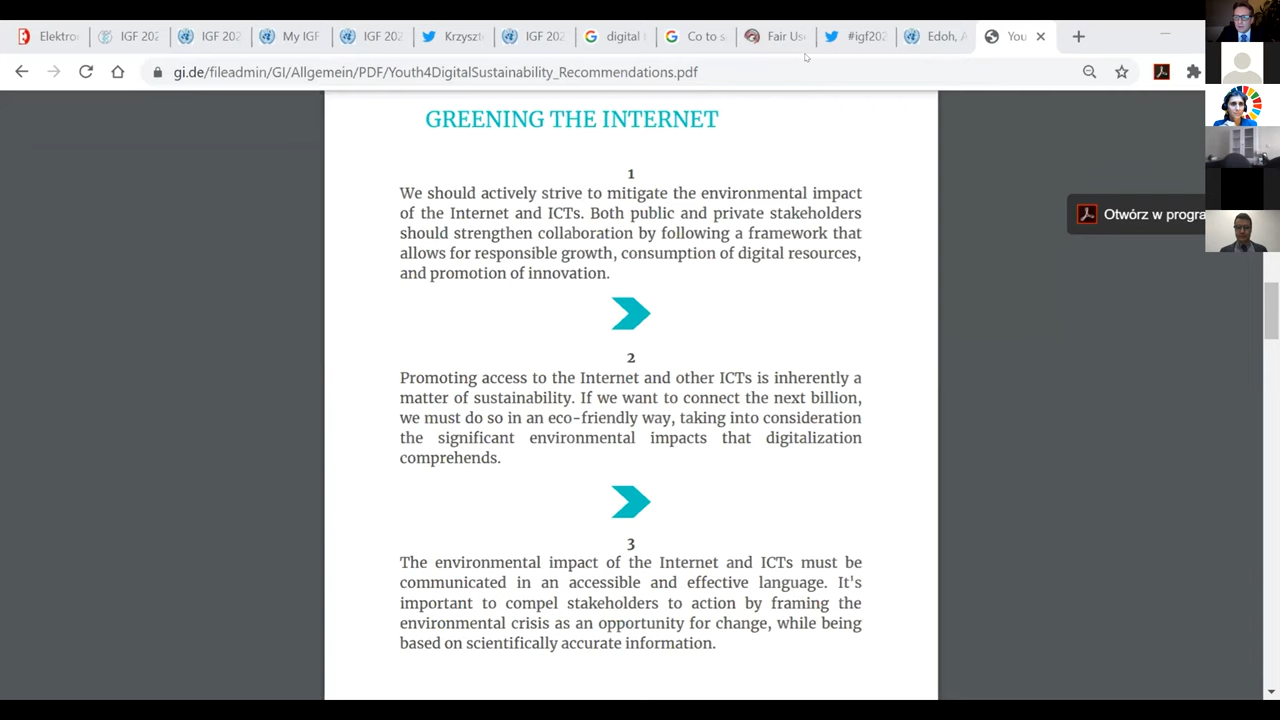 Elektro
IGF 202
IGF 202
My IGF
IGF 202
Krzyszt
IGF 202
digital
Co to s
Fair Use
#igf202
Edoh, A
You
gi.de/fileadmin/GI/Allgemein/PDF/Youth4DigitalSustainability_Recommendations.pdf
GREENING THE INTERNET
1
We should actively strive to mitigate the environmental impact
of the Internet and ICTs. Both public and private stakeholders
should strengthen collaboration by following a framework that
allows for responsible growth, consumption of digital resources,
and promotion of innovation.
2
Promoting access to the Internet and other ICTs is inherently a
matter of sustainability. If we want to connect the next billion,
we must do so in an eco-friendly way, taking into consideration
the significant environmental impacts that digitalization
comprehends.
3
The environmental impact of the Internet and ICTs must be
communicated in an accessible and effective language. It's
important to compel stakeholders to action by framing the
environmental crisis as an opportunity for change, while being
based on scientifically accurate information.
Otwórz w progra